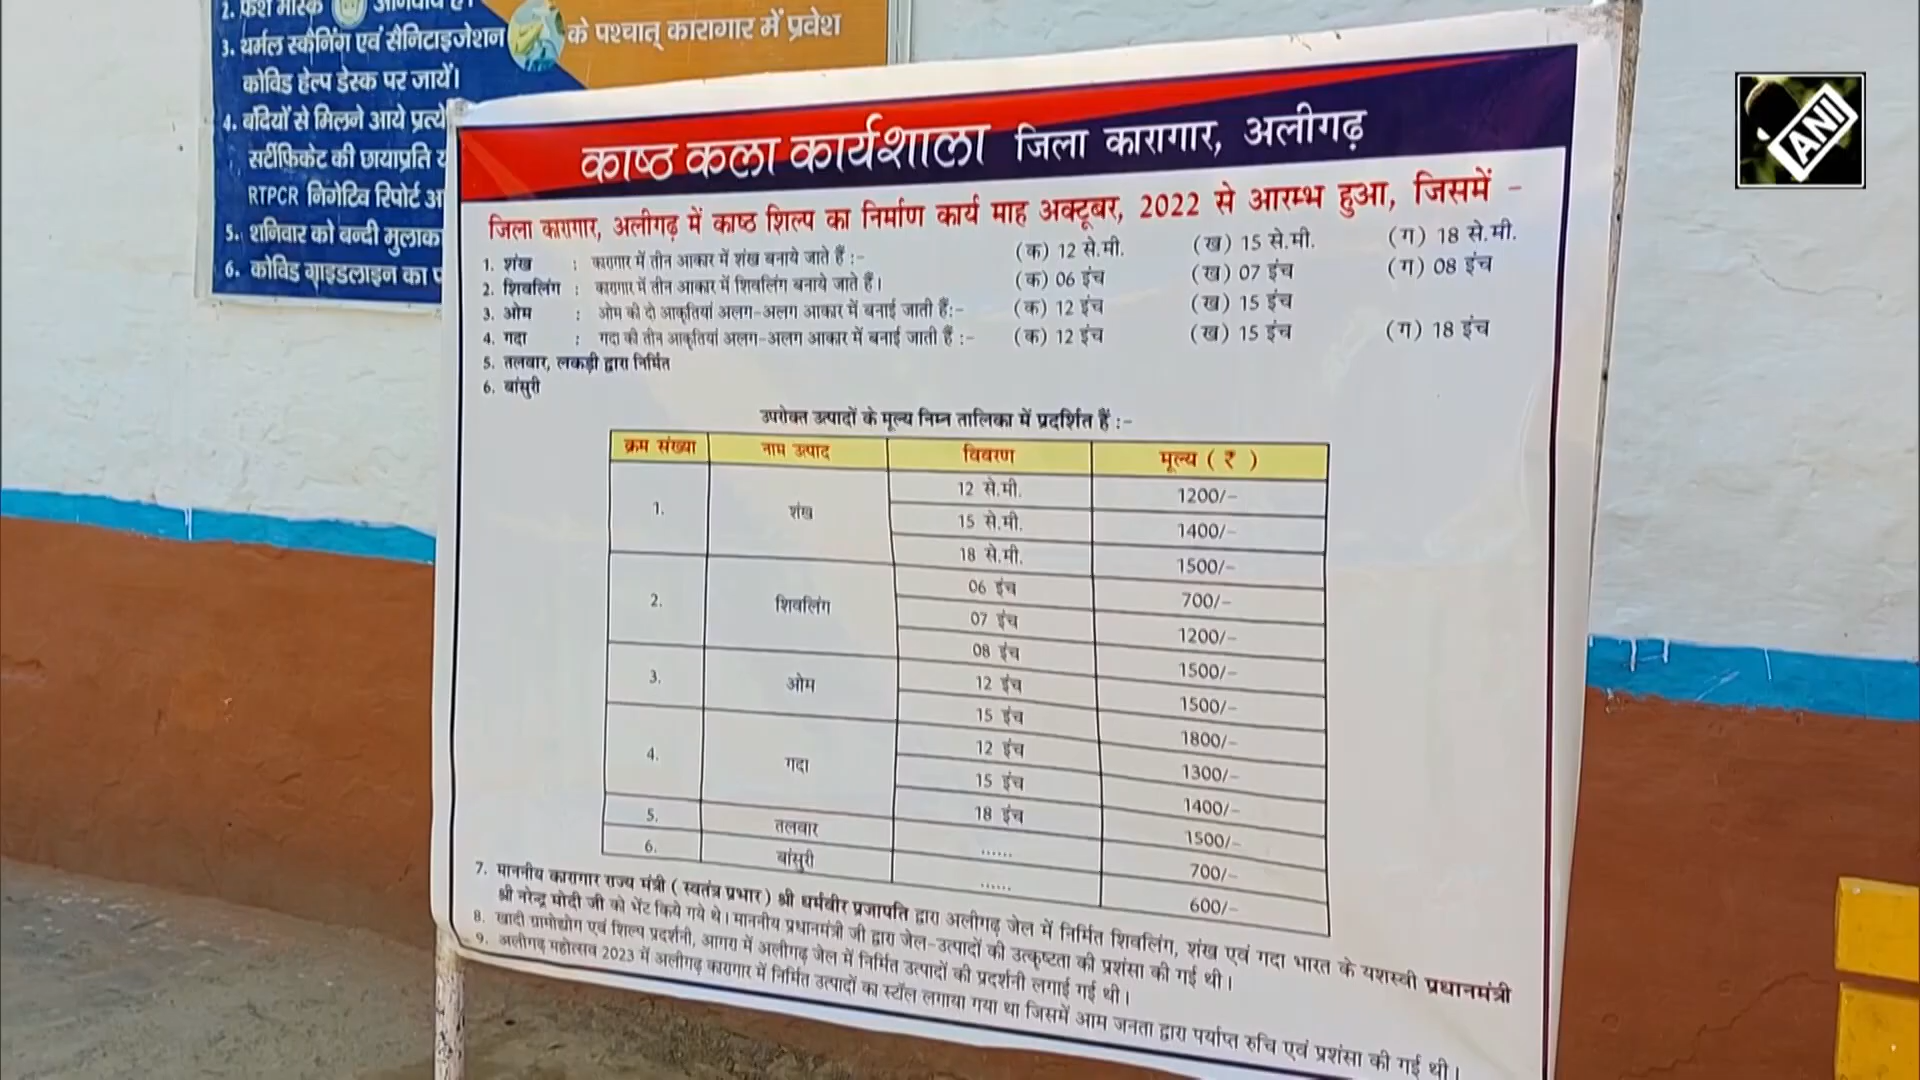 2. फेस मास्क
3. थर्मल स्कैनिंग एवं सैनिटाइजेशन
कोविड हेल्प डेस्क पर जायें।
4. बंदियों से मिलने आये
सर्टीफिकेट की छायाप्रति
RTPCR निगेटिव रिपोर्ट
5. शनिवार को बन्दी
6. कोविड गाइडलाइन का
के पश्चात् कारागार में प्रवेश
ANI
काष्ठ कला कार्यशाला जिला कारागार, अलीगढ़
जिला कारागार, अलीगढ़ में काष्ठ शिल्प का निर्माण कार्य माह अक्टूबर, 2022 से आरम्भ हुआ, जिसमें -
1. शंख : कारागार में तीन आकार में शंख बनाये जाते हैं :- (क) 12 से.मी. (ख) 15 से.मी. (ग) 18 से.मी.
2. शिवलिंग : कारागार में तीन आकार में शिवलिंग बनाये जाते हैं। (क) 06 इंच (ख) 07 इंच (ग) 08 इंच
3. ओम : ओम की दो आकृतियां अलग-अलग आकार में बनाई जाती हैं:- (क) 12 इंच (ख) 15 इंच
4. गदा : गदा की तीन आकृतियां अलग-अलग आकार में बनाई जाती हैं :- (क) 12 इंच (ख) 15 इंच (ग) 18 इंच
5. तलवार, लकड़ी द्वारा निर्मित
6. बांसुरी
उपरोक्त उत्पादों के मूल्य निम्न तालिका में प्रदर्शित हैं :-
क्रम संख्या नाम उत्पाद विवरण मूल्य ( ₹ )
1. शंख 12 से.मी. 1200/-
15 से.मी. 1400/-
18 से.मी. 1500/-
2. शिवलिंग 06 इंच 700/-
07 इंच 1200/-
08 इंच 1500/-
3. ओम 12 इंच 1500/-
15 इंच 1800/-
4. गदा 12 इंच 1300/-
15 इंच 1400/-
18 इंच 1500/-
5. तलवार ...... 700/-
6. बांसुरी ...... 600/-
7. माननीय कारागार राज्य मंत्री ( स्वतंत्र प्रभार ) श्री धर्मवीर प्रजापति द्वारा अलीगढ़ जेल में निर्मित शिवलिंग, शंख एवं गदा भारत के यशस्वी प्रधानमंत्री
श्री नरेन्द्र मोदी जी को भेंट किये गये थे। माननीय प्रधानमंत्री जी द्वारा जेल-उत्पादों की उत्कृष्टता की प्रशंसा की गई थी।
8. खादी ग्रामोद्योग एवं शिल्प प्रदर्शनी, आगरा में अलीगढ़ जेल में निर्मित उत्पादों की प्रदर्शनी लगाई गई थी।
9. अलीगढ़ महोत्सव 2023 में अलीगढ़ कारागार में निर्मित उत्पादों का स्टॉल लगाया गया था जिसमें आम जनता द्वारा पर्याप्त रुचि एवं प्रशंसा की गई थी।